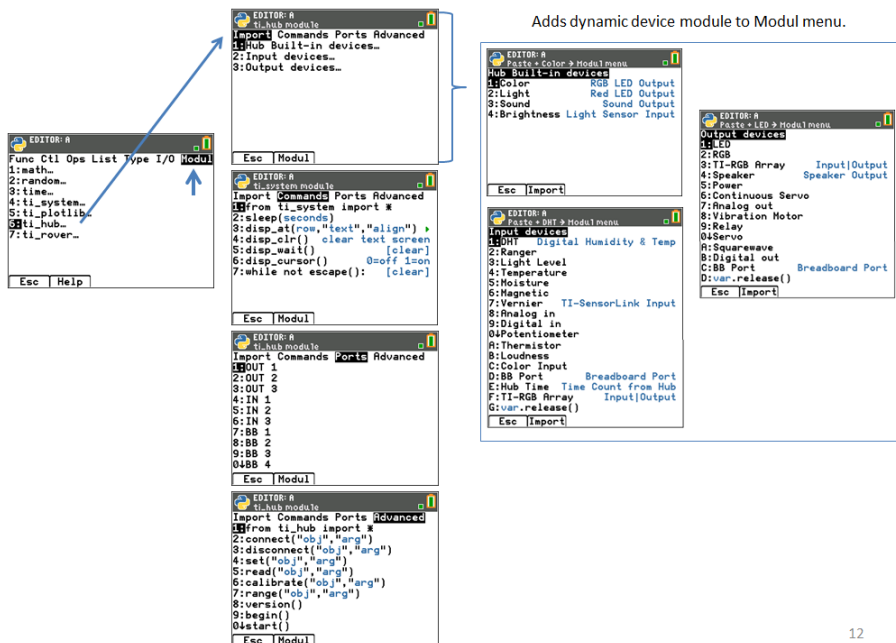 Adds dynamic device module to Modul menu.
EDITOR: A
Func Ctl Ops List Type I/O Modul
1:math…
2:random…
3:time…
4:ti_system…
5:ti_plotlib…
6:ti_hub…
7:ti_rover…
Esc Help
EDITOR: A
ti_hub module
Import Commands Ports Advanced
1:Hub Built-in devices…
2:Input devices…
3:Output devices…
Esc Modul
EDITOR: A
ti_system module
Import Commands Ports Advanced
1:from ti_system import *
2:sleep(seconds)
3:disp_at(row,"text","align") ▸
4:disp_clr() clear text screen
5:disp_wait() [clear]
6:disp_cursor() 0=off 1=on
7:while not escape(): [clear]
Esc Modul
EDITOR: A
ti_hub module
Import Commands Ports Advanced
1:OUT 1
2:OUT 2
3:OUT 3
4:IN 1
5:IN 2
6:IN 3
7:BB 1
8:BB 2
9:BB 3
0↓BB 4
Esc Modul
EDITOR: A
ti_hub module
Import Commands Ports Advanced
1:from ti_hub import *
2:connect("obj","arg")
3:disconnect("obj","arg")
4:set("obj","arg")
5:read("obj","arg")
6:calibrate("obj","arg")
7:range("obj","arg")
8:version()
9:begin()
0↓start()
Esc Modul
EDITOR: A
Paste + Color → Modul menu
Hub Built-in devices
1:Color RGB LED Output
2:Light Red LED Output
3:Sound Sound Output
4:Brightness Light Sensor Input
Esc Import
EDITOR: A
Paste + DHT → Modul menu
Input devices
1:DHT Digital Humidity & Temp
2:Ranger
3:Light Level
4:Temperature
5:Moisture
6:Magnetic
7:Vernier TI-SensorLink Input
8:Analog in
9:Digital in
0↓Potentiometer
A:Thermistor
B:Loudness
C:Color Input
D:BB Port Breadboard Port
E:Hub Time Time Count from Hub
F:TI-RGB Array Input|Output
G:var.release()
Esc Import
EDITOR: A
Paste + LED → Modul menu
Output devices
1:LED
2:RGB
3:TI-RGB Array Input|Output
4:Speaker Speaker Output
5:Power
6:Continuous Servo
7:Analog out
8:Vibration Motor
9:Relay
0↓Servo
A:Squarewave
B:Digital out
C:BB Port Breadboard Port
D:var.release()
Esc Import
12